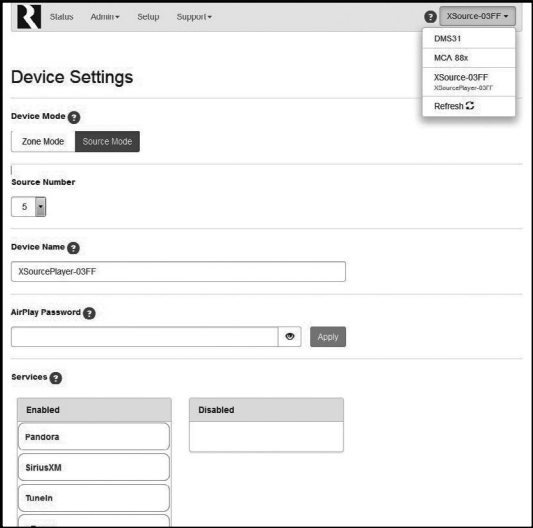 Status Admin Setup Support ? XSource-03FF
DMS31
MCA 88x
XSource-03FF
XSourcePlayer-03FF
Refresh
Device Settings
Device Mode ?
Zone Mode Source Mode
Source Number
5
Device Name ?
XSourcePlayer-03FF
AirPlay Password ?
Apply
Services ?
Enabled Disabled
Pandora
SiriusXM
TuneIn